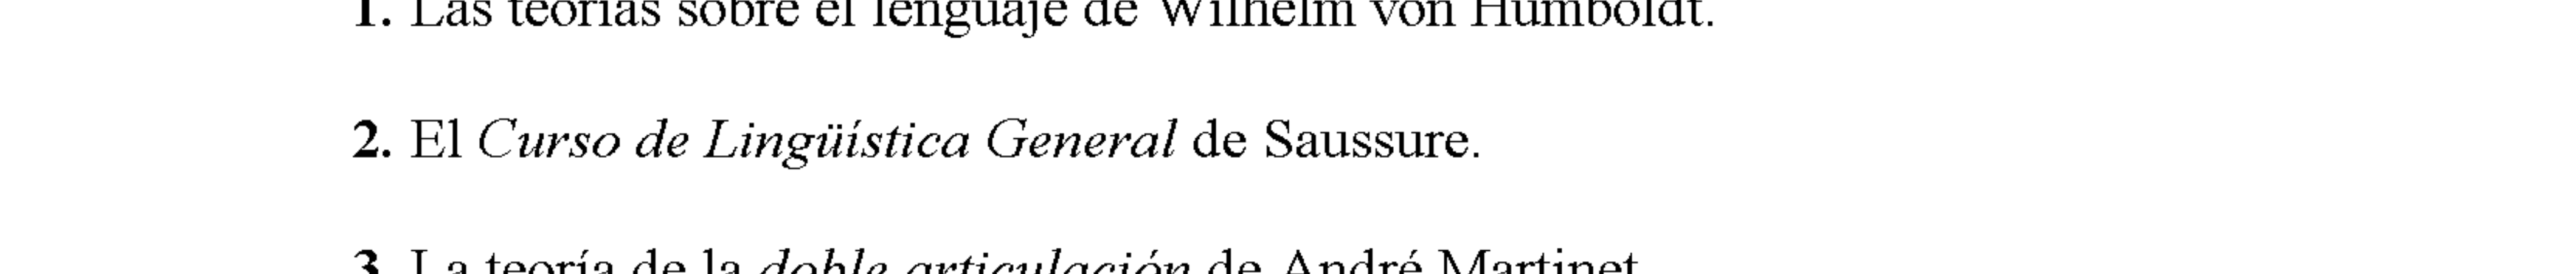 1. Las teorías sobre el lenguaje de Wilhelm von Humboldt.
2. El Curso de Lingüística General de Saussure.
3. La teoría de la doble articulación de André Martinet